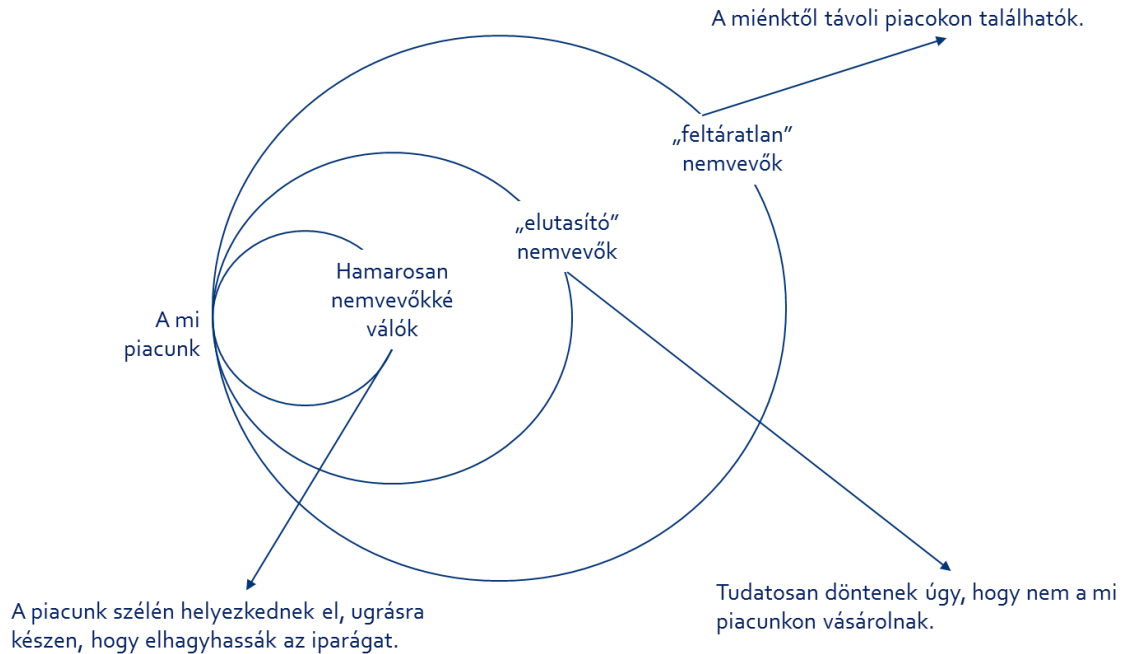 A miénktől távoli piacokon találhatók.
„feltáratlan”
nemvevők
„elutasító”
nemvevők
Hamarosan
nemvevőkké
válók
A mi
piacunk
Tudatosan döntenek úgy, hogy nem a mi
piacunkon vásárolnak.
A piacunk szélén helyezkednek el, ugrásra
készen, hogy elhagyhassák az iparágat.